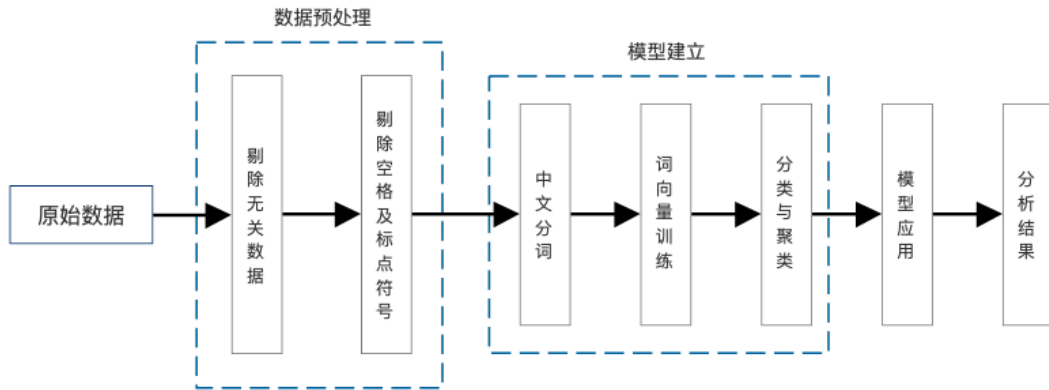 数据预处理
模型建立
原始数据
剔除无关数据
剔除空格及标点符号
中文分词
词向量训练
分类与聚类
模型应用
分析结果